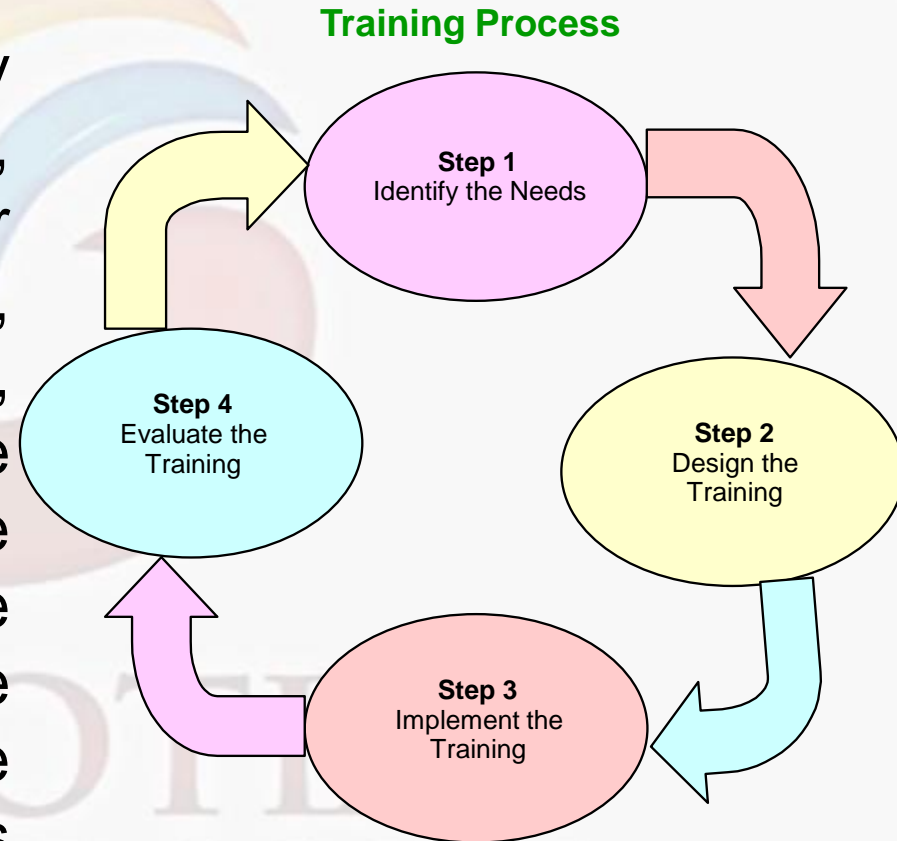 Training Process
y
,
r
,
,
e
e
e
e
e
s
Step 1
Identify the Needs
Step 2
Design the
Training
Step 3
Implement the
Training
Step 4
Evaluate the
Training
OTE